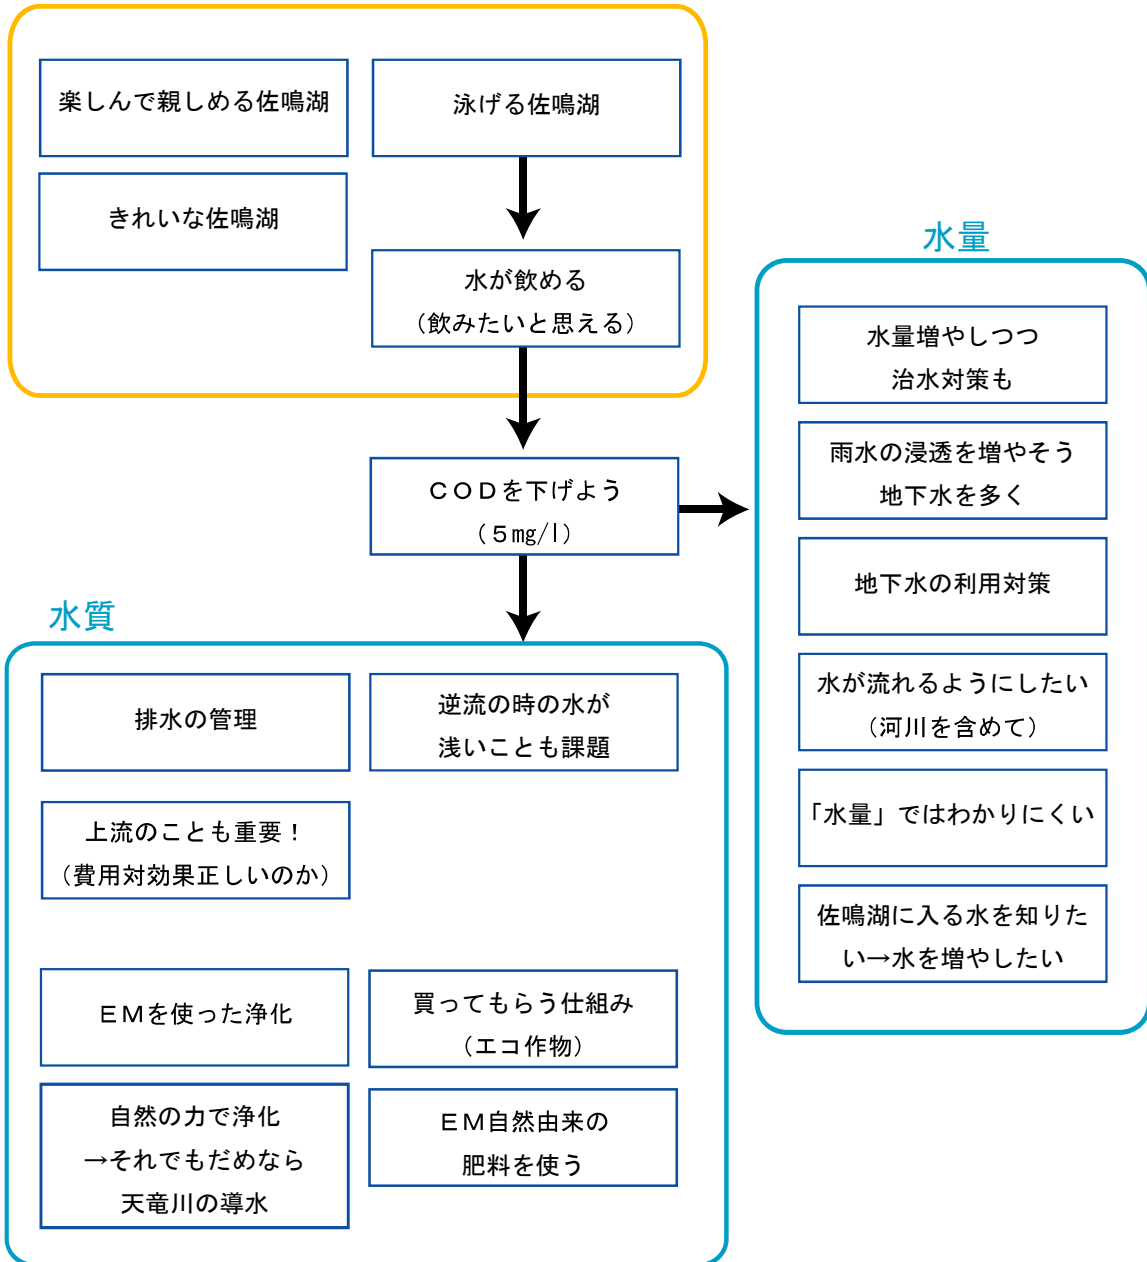 楽しんで親しめる佐鳴湖
泳げる佐鳴湖
きれいな佐鳴湖
水が飲める
（飲みたいと思える）
ＣＯＤを下げよう
（５mg/l）
水量
水量増やしつつ
治水対策も
雨水の浸透を増やそう
地下水を多く
地下水の利用対策
水が流れるようにしたい
（河川を含めて）
「水量」ではわかりにくい
佐鳴湖に入る水を知りた
い→水を増やしたい
水質
排水の管理
逆流の時の水が
浅いことも課題
上流のことも重要！
（費用対効果正しいのか）
ＥＭを使った浄化
買ってもらう仕組み
（エコ作物）
自然の力で浄化
→それでもだめなら
天竜川の導水
ＥＭ自然由来の
肥料を使う